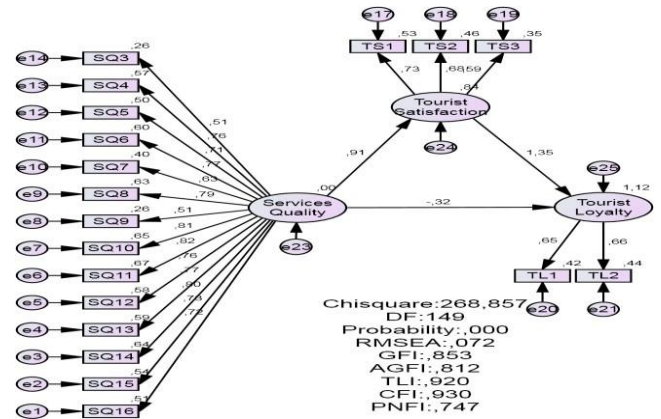 e17
e18
e19
,53
,46
,35
TS1
TS2
TS3
,73
,68
,59
,84
Tourist
Satisfaction
e24
e14
SQ3
,26
e13
SQ4
,57
e12
SQ5
,50
e11
SQ6
,60
e10
SQ7
,40
e9
SQ8
,63
e8
SQ9
,26
e7
SQ10
,65
e6
SQ11
,67
e5
SQ12
,58
e4
SQ13
,59
e3
SQ14
,64
e2
SQ15
,54
e1
SQ16
,51
,76
,71
,77
,63
,79
,51
,81
,82
,76
,77
,80
,73
,72
,00
Services
Quality
e23
,91
1,35
-,32
e25
1,12
Tourist
Loyalty
,65
,66
,42
,44
TL1
TL2
e20
e21
Chisquare:268,857
DF:149
Probability:,000
RMSEA:,072
GFI:,853
AGFI:,812
TLI:,920
CFI:,930
PNFI:,747